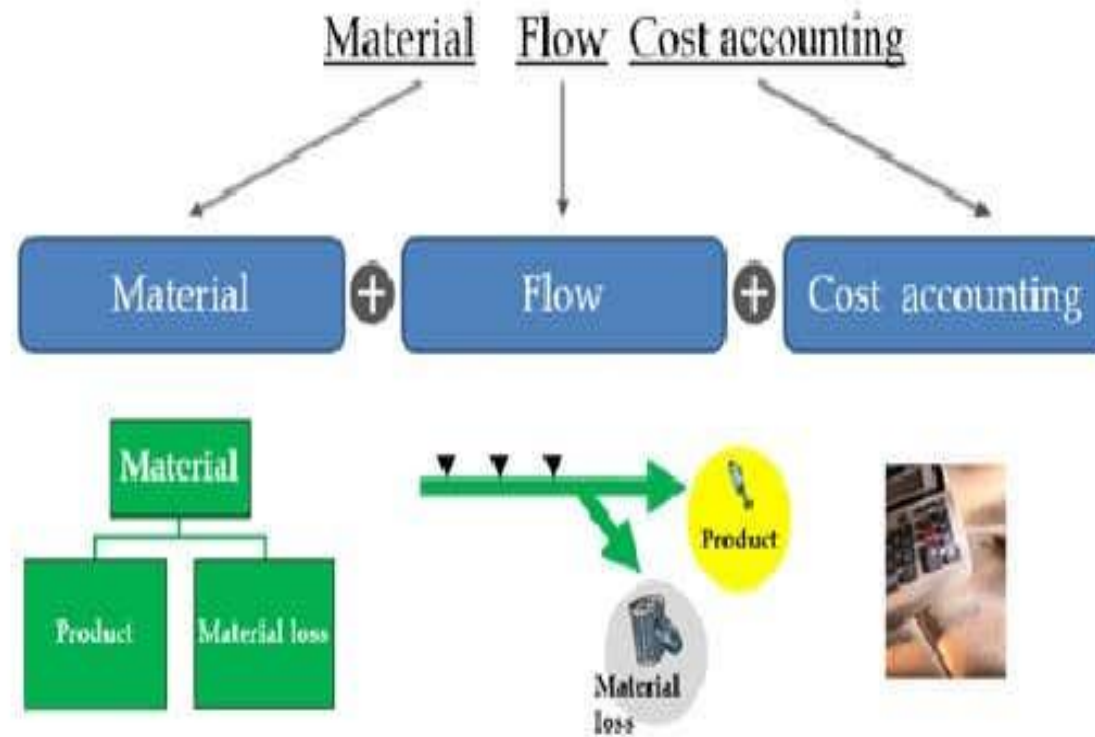 Material Flow Cost accounting
Material + Flow + Cost accounting
Material
Product
Material loss
Product
Material
loss